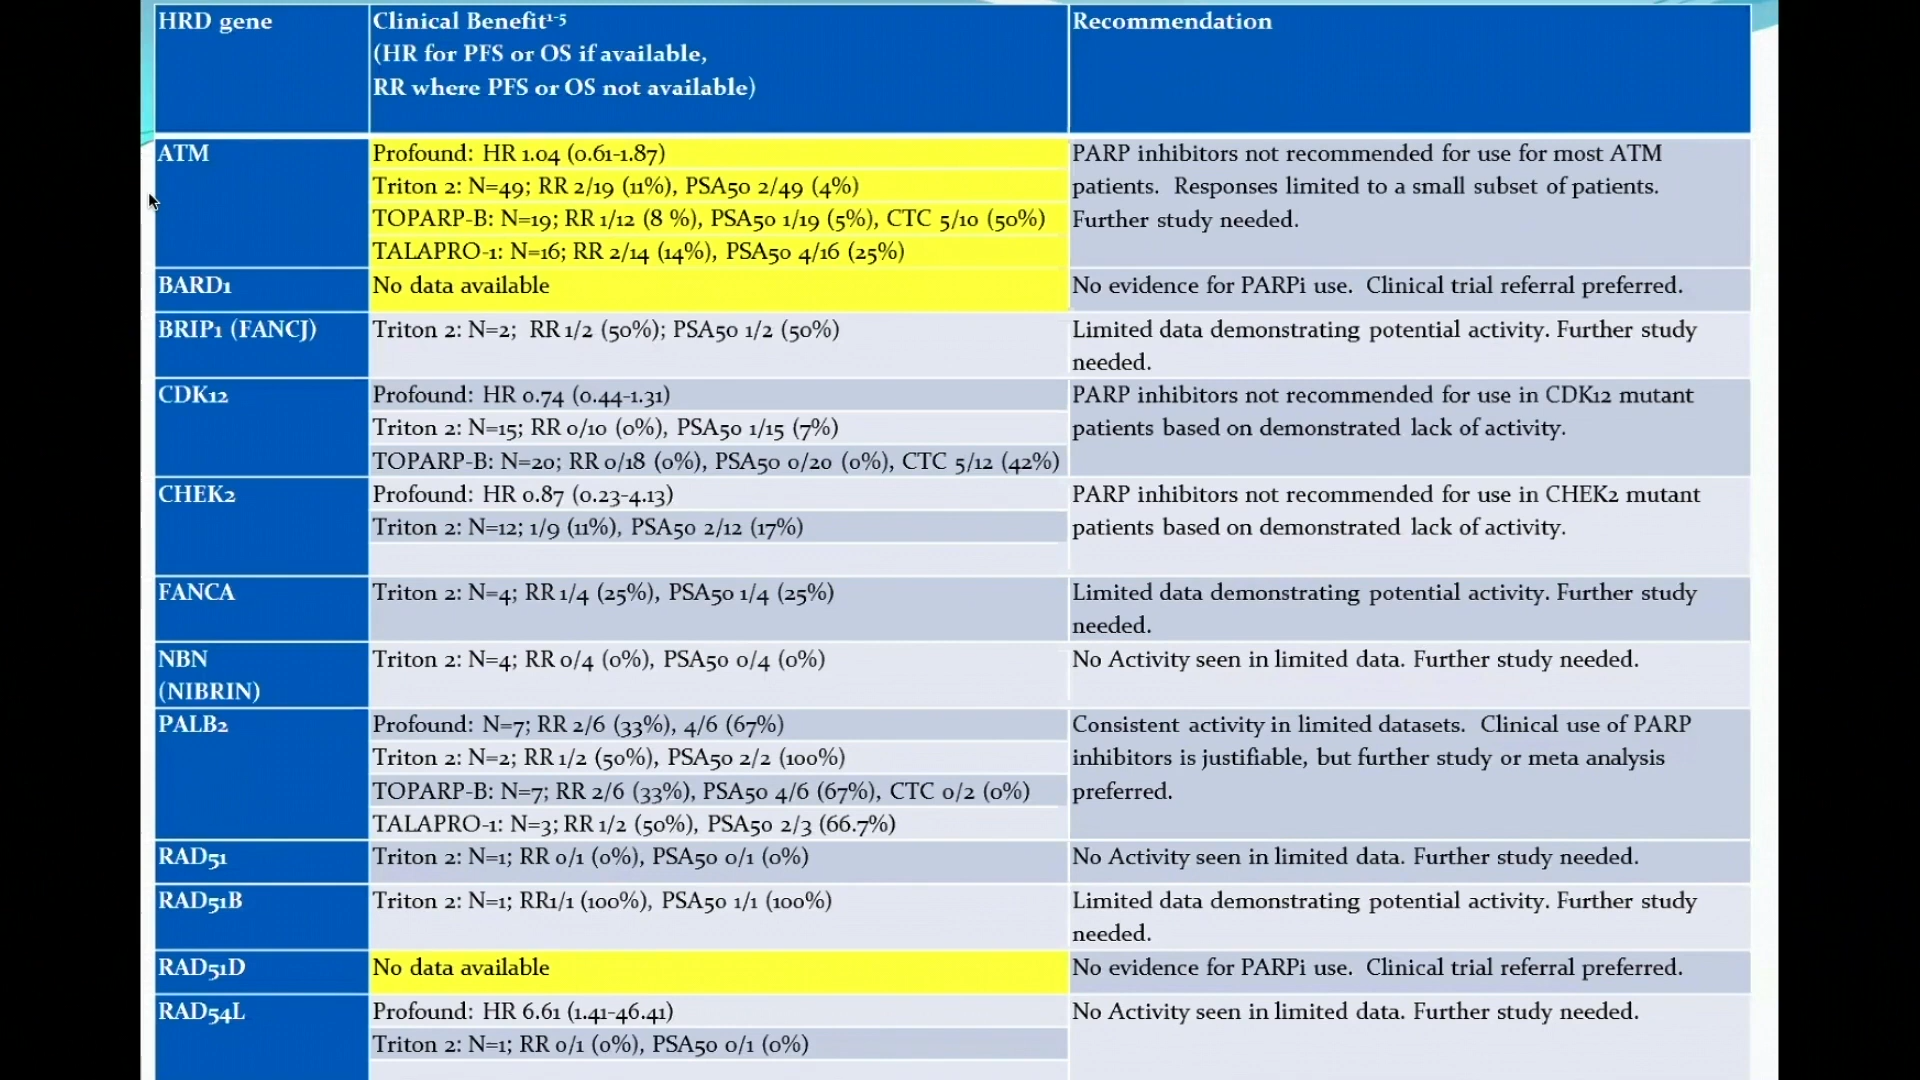 HRD gene
Clinical Benefit¹⁻⁵
(HR for PFS or OS if available,
RR where PFS or OS not available)
Recommendation
ATM
Profound: HR 1.04 (0.61-1.87)
Triton 2: N=49; RR 2/19 (11%), PSA50 2/49 (4%)
TOPARP-B: N=19; RR 1/12 (8 %), PSA50 1/19 (5%), CTC 5/10 (50%)
TALAPRO-1: N=16; RR 2/14 (14%), PSA50 4/16 (25%)
PARP inhibitors not recommended for use for most ATM
patients. Responses limited to a small subset of patients.
Further study needed.
BARD1
No data available
No evidence for PARPi use. Clinical trial referral preferred.
BRIP1 (FANCJ)
Triton 2: N=2; RR 1/2 (50%); PSA50 1/2 (50%)
Limited data demonstrating potential activity. Further study
needed.
CDK12
Profound: HR 0.74 (0.44-1.31)
Triton 2: N=15; RR 0/10 (0%), PSA50 1/15 (7%)
TOPARP-B: N=20; RR 0/18 (0%), PSA50 0/20 (0%), CTC 5/12 (42%)
PARP inhibitors not recommended for use in CDK12 mutant
patients based on demonstrated lack of activity.
CHEK2
Profound: HR 0.87 (0.23-4.13)
Triton 2: N=12; 1/9 (11%), PSA50 2/12 (17%)
PARP inhibitors not recommended for use in CHEK2 mutant
patients based on demonstrated lack of activity.
FANCA
Triton 2: N=4; RR 1/4 (25%), PSA50 1/4 (25%)
Limited data demonstrating potential activity. Further study
needed.
NBN
(NIBRIN)
Triton 2: N=4; RR 0/4 (0%), PSA50 0/4 (0%)
No Activity seen in limited data. Further study needed.
PALB2
Profound: N=7; RR 2/6 (33%), 4/6 (67%)
Triton 2: N=2; RR 1/2 (50%), PSA50 2/2 (100%)
TOPARP-B: N=7; RR 2/6 (33%), PSA50 4/6 (67%), CTC 0/2 (0%)
TALAPRO-1: N=3; RR 1/2 (50%), PSA50 2/3 (66.7%)
Consistent activity in limited datasets. Clinical use of PARP
inhibitors is justifiable, but further study or meta analysis
preferred.
RAD51
Triton 2: N=1; RR 0/1 (0%), PSA50 0/1 (0%)
No Activity seen in limited data. Further study needed.
RAD51B
Triton 2: N=1; RR1/1 (100%), PSA50 1/1 (100%)
Limited data demonstrating potential activity. Further study
needed.
RAD51D
No data available
No evidence for PARPi use. Clinical trial referral preferred.
RAD54L
Profound: HR 6.61 (1.41-46.41)
Triton 2: N=1; RR 0/1 (0%), PSA50 0/1 (0%)
No Activity seen in limited data. Further study needed.